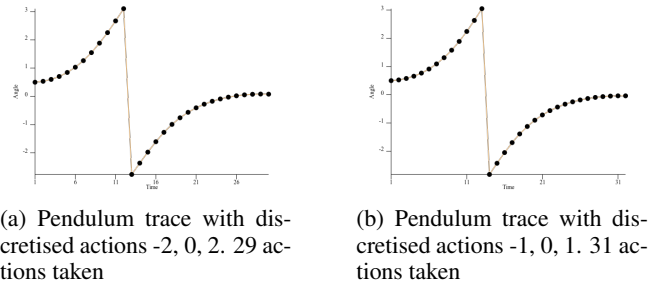 3
2
1
0
-1
-2
Angle
1 6 11 16 21 26
Time
3
2
1
0
-1
-2
Angle
1 11 21 31
Time
(a) Pendulum trace with dis-
cretised actions -2, 0, 2. 29 ac-
tions taken
(b) Pendulum trace with dis-
cretised actions -1, 0, 1. 31 ac-
tions taken